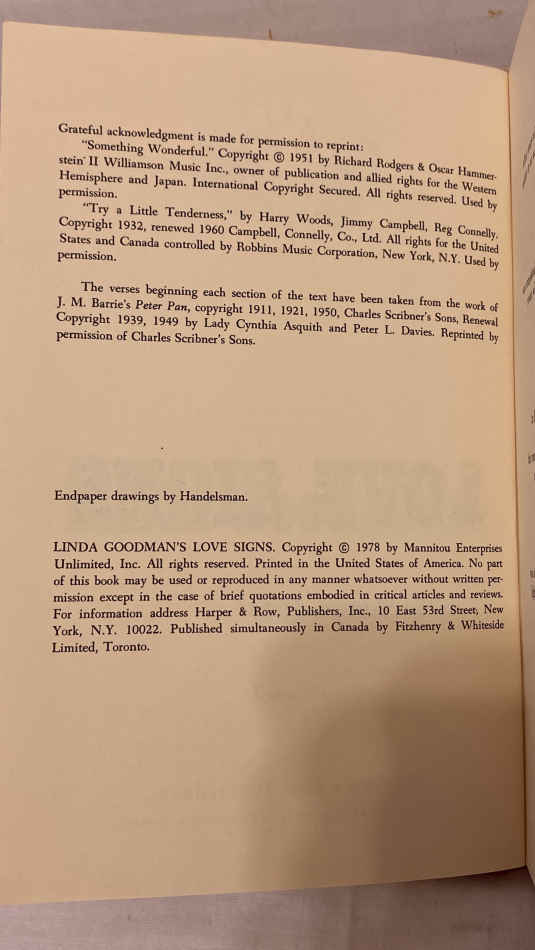 Grateful acknowledgment is made for permission to reprint:
"Something Wonderful." Copyright © 1951 by Richard Rodgers & Oscar Hammer-
stein II Williamson Music Inc., owner of publication and allied rights for the Western
Hemisphere and Japan. International Copyright Secured. All rights reserved. Used by
permission.
"Try a Little Tenderness," by Harry Woods, Jimmy Campbell, Reg Connelly.
Copyright 1932, renewed 1960 Campbell, Connelly, Co., Ltd. All rights for the United
States and Canada controlled by Robbins Music Corporation, New York, N.Y. Used by
permission.
The verses beginning each section of the text have been taken from the work of
J. M. Barrie's Peter Pan, copyright 1911, 1921, 1950, Charles Scribner's Sons, Renewal
Copyright 1939, 1949 by Lady Cynthia Asquith and Peter L. Davies. Reprinted by
permission of Charles Scribner's Sons.
Endpaper drawings by Handelsman.
LINDA GOODMAN'S LOVE SIGNS. Copyright © 1978 by Mannitou Enterprises
Unlimited, Inc. All rights reserved. Printed in the United States of America. No part
of this book may be used or reproduced in any manner whatsoever without written per-
mission except in the case of brief quotations embodied in critical articles and reviews.
For information address Harper & Row, Publishers, Inc., 10 East 53rd Street, New
York, N.Y. 10022. Published simultaneously in Canada by Fitzhenry & Whiteside
Limited, Toronto.